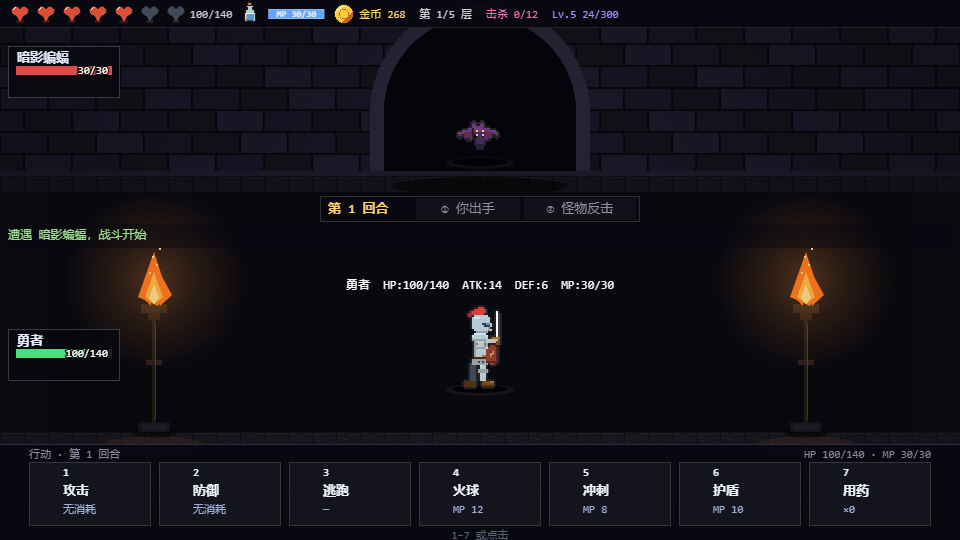 100/140 MP 30/30 金币 268 第 1/5 层 击杀 0/12 Lv.5 24/300
暗影蝙蝠
30/30
第 1 回合 ① 你出手 ② 怪物反击
遭遇 暗影蝙蝠, 战斗开始
勇者 HP:100/140 ATK:14 DEF:6 MP:30/30
勇者
100/140
行动 · 第 1 回合 HP 100/140 · MP 30/30
1 2 3 4 5 6 7
攻击 防御 逃跑 火球 冲刺 护盾 用药
无消耗 无消耗 — MP 12 MP 8 MP 10 ×0
1-7 或点击